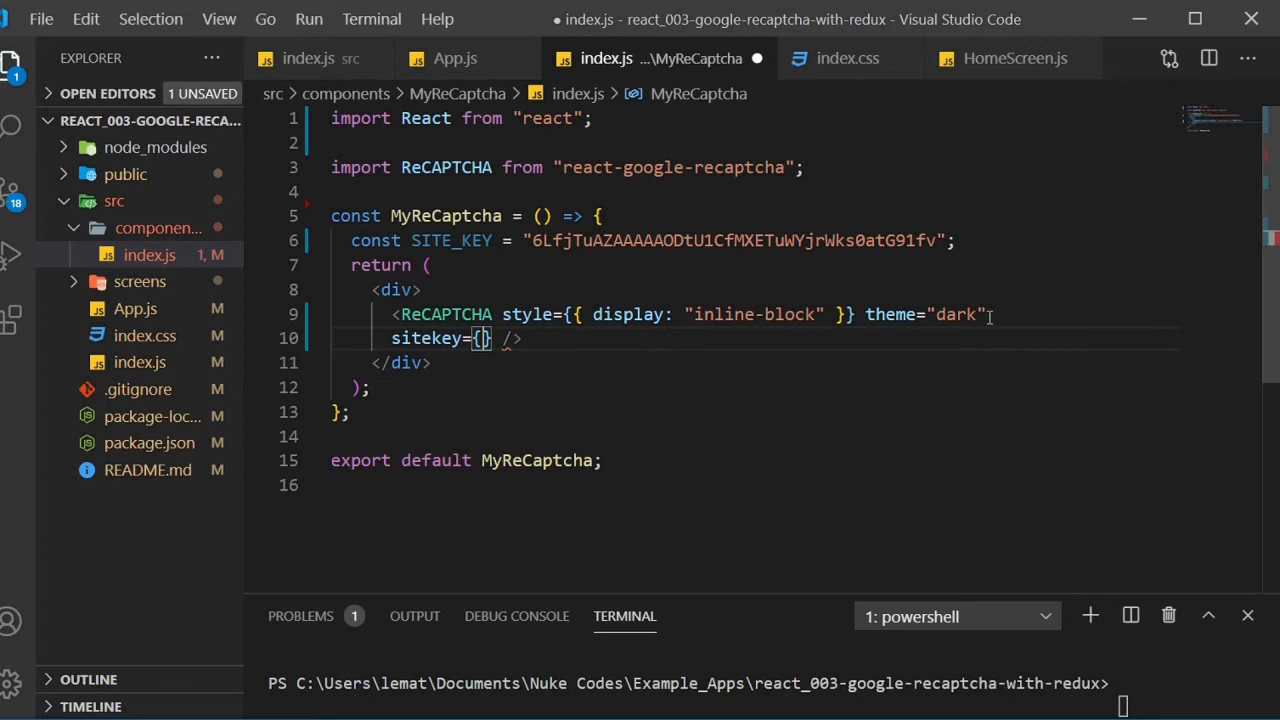 File Edit Selection View Go Run Terminal Help
● index.js - react_003-google-recaptcha-with-redux - Visual Studio Code
EXPLORER ···
index.js src
App.js
index.js ...\MyReCaptcha
index.css
HomeScreen.js
OPEN EDITORS 1 UNSAVED
src > components > MyReCaptcha > index.js > MyReCaptcha
REACT_003-GOOGLE-RECA...
node_modules
public
src
componen...
index.js 1, M
screens
App.js M
index.css M
index.js M
.gitignore M
package-loc... M
package.json M
README.md M
OUTLINE
TIMELINE
1
18
1 import React from "react";
2
3 import ReCAPTCHA from "react-google-recaptcha";
4
5 const MyReCaptcha = () => {
6 const SITE_KEY = "6LfjTuAZAAAAAODtU1CfMXETuWYjrWks0atG91fv";
7 return (
8 <div>
9 <ReCAPTCHA style={{ display: "inline-block" }} theme="dark"
10 sitekey={} />
11 </div>
12 );
13 };
14
15 export default MyReCaptcha;
16
PROBLEMS 1 OUTPUT DEBUG CONSOLE TERMINAL 1: powershell
PS C:\Users\lemat\Documents\Nuke Codes\Example_Apps\react_003-google-recaptcha-with-redux>